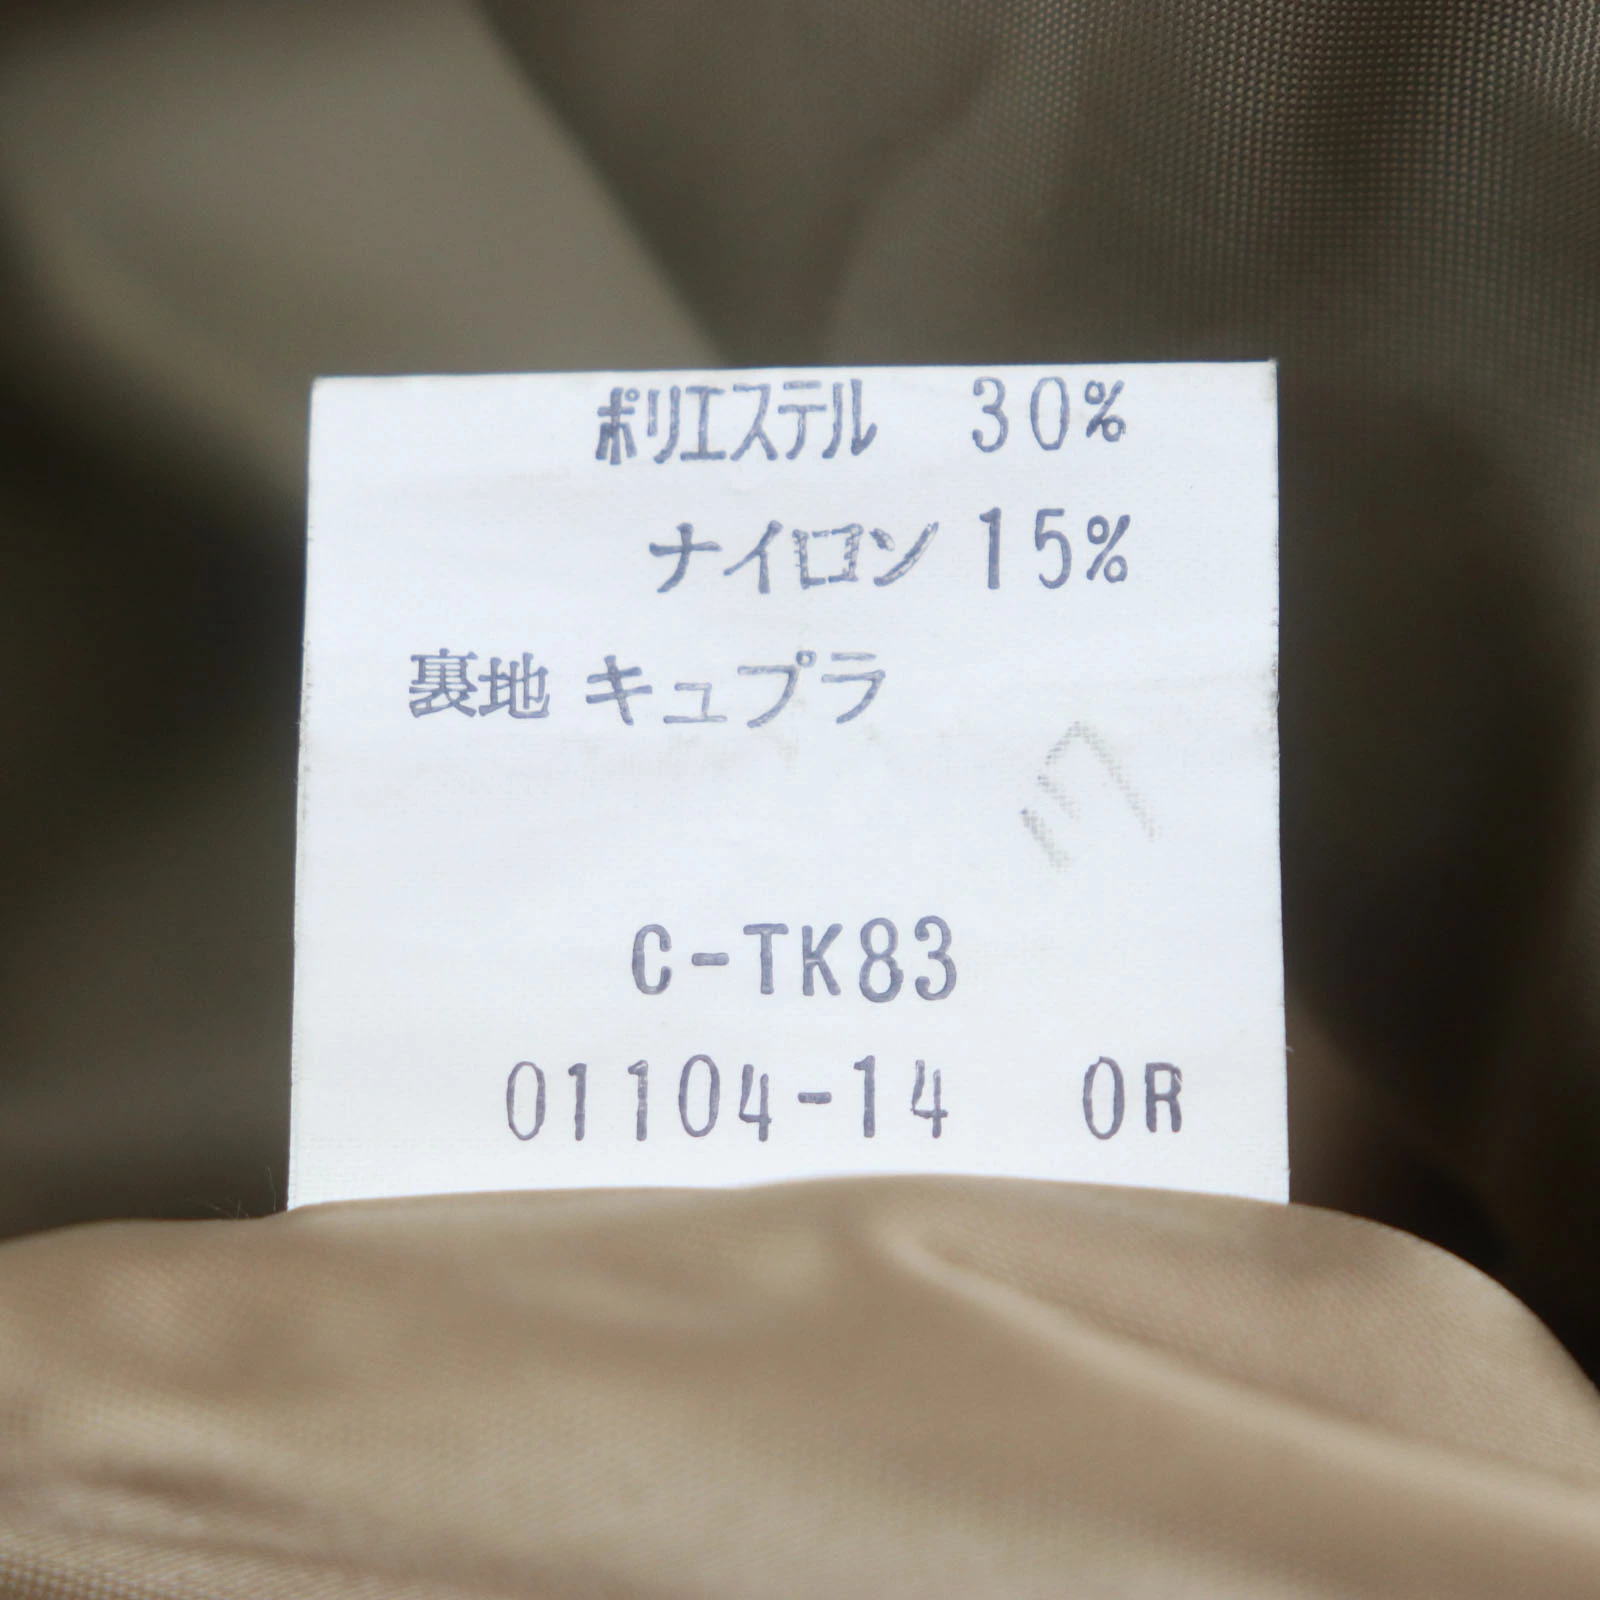 ポリエステル 30%
ナイロン 15%
裏地 キュプラ
C-TK83
01104-14 OR